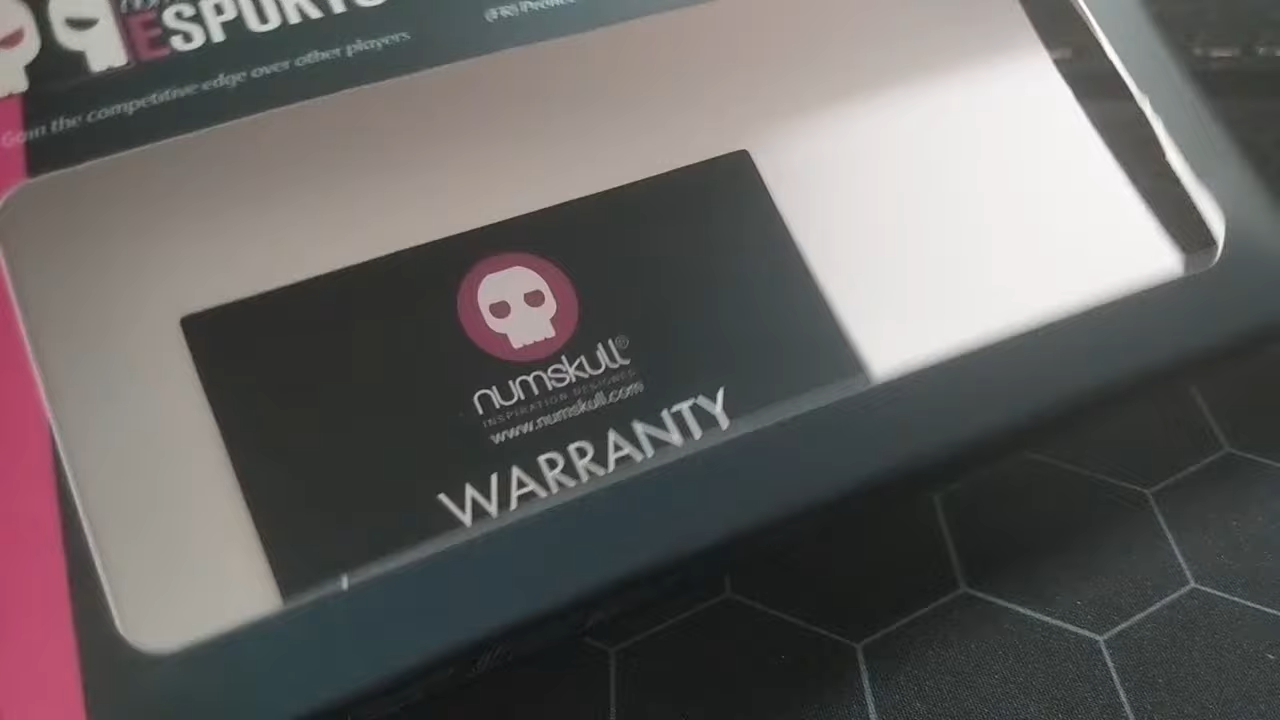 ESPORTS
Gain the competitive edge over other players
numskull®
INSPIRATION DESIGNED
www.numskull.com
WARRANTY